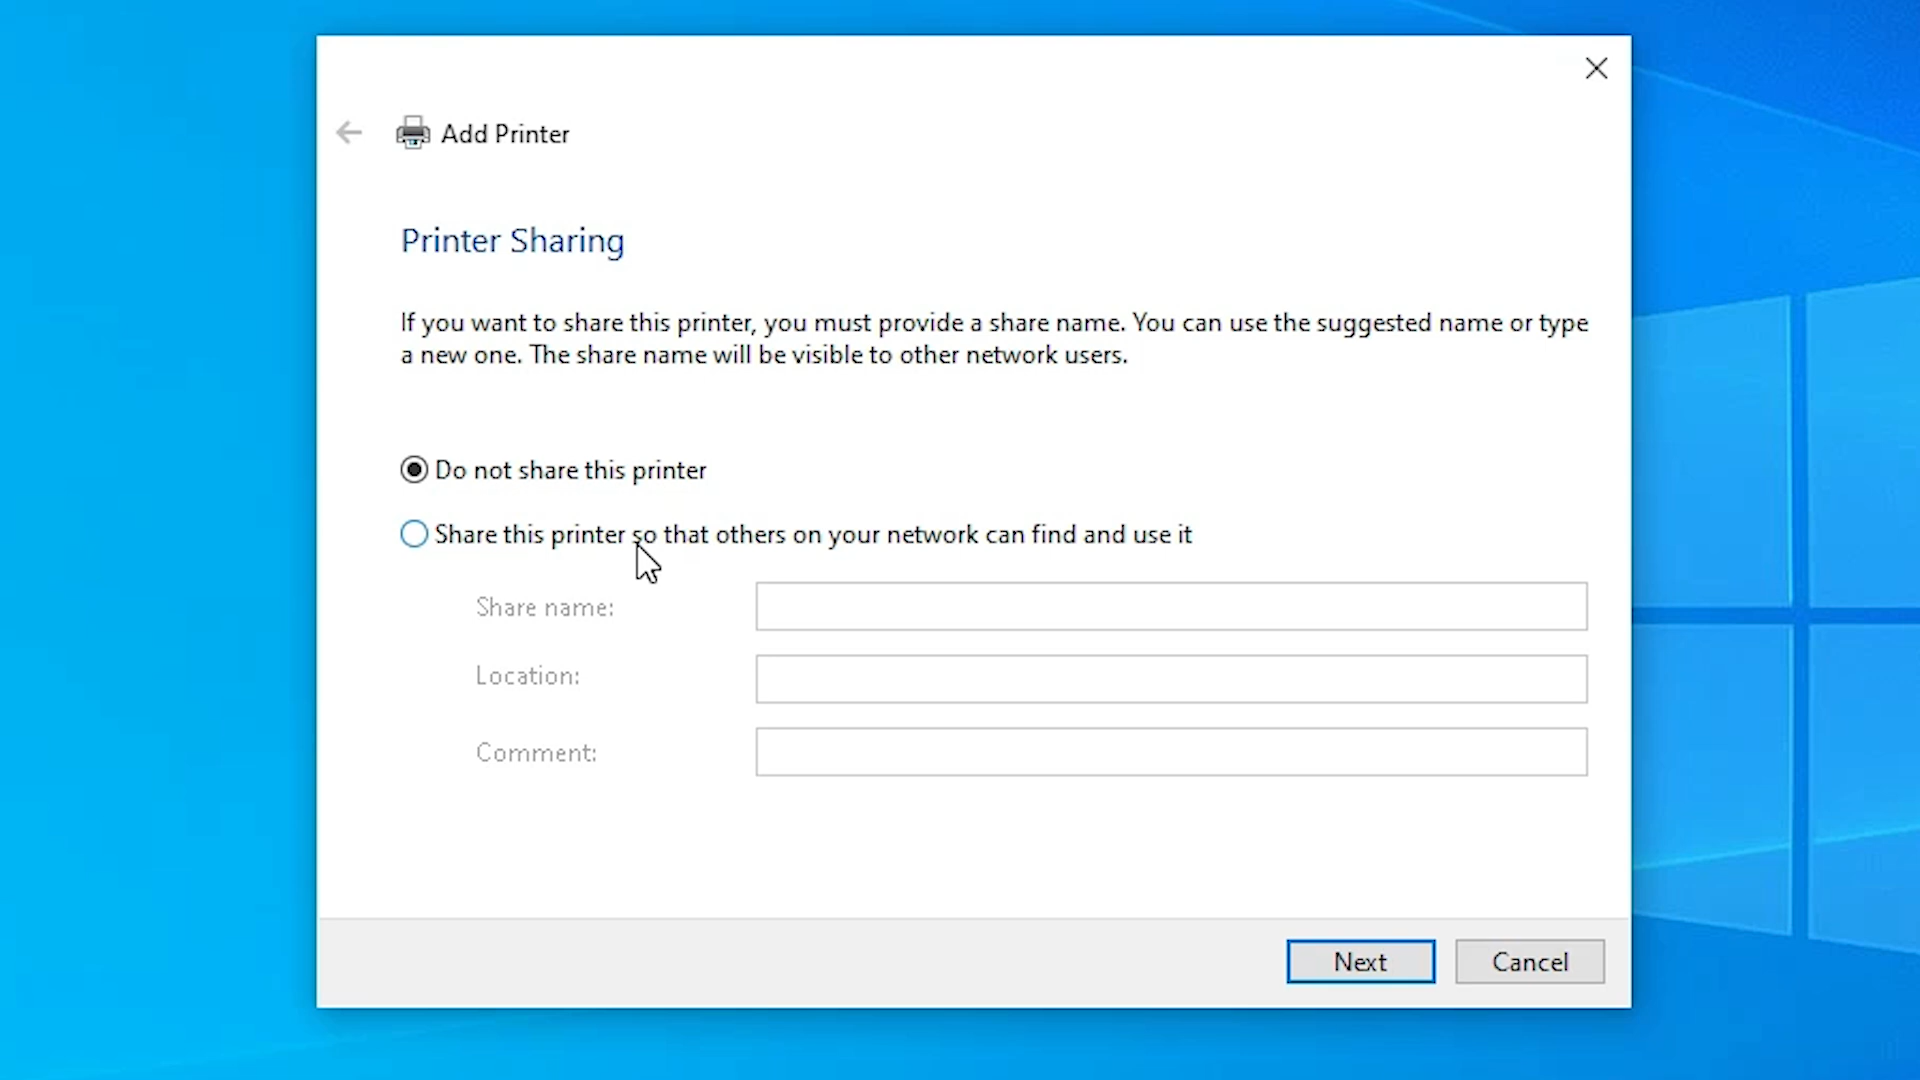 Add Printer
Printer Sharing
If you want to share this printer, you must provide a share name. You can use the suggested name or type
a new one. The share name will be visible to other network users.
Do not share this printer
Share this printer so that others on your network can find and use it
Share name:
Location:
Comment:
Next
Cancel